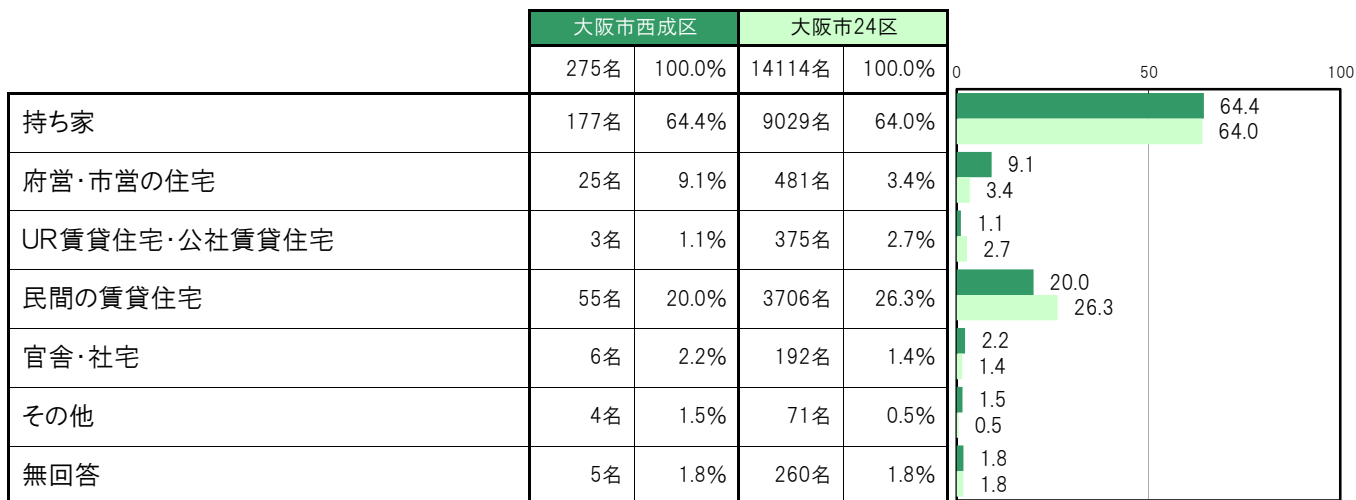 大阪市西成区 大阪市24区
275名 100.0% 14114名 100.0% 0 50 100
持ち家 177名 64.4% 9029名 64.0% 64.4
64.0
府営・市営の住宅 25名 9.1% 481名 3.4% 9.1
3.4
UR賃貸住宅・公社賃貸住宅 3名 1.1% 375名 2.7% 1.1
2.7
民間の賃貸住宅 55名 20.0% 3706名 26.3% 20.0
26.3
官舎・社宅 6名 2.2% 192名 1.4% 2.2
1.4
その他 4名 1.5% 71名 0.5% 1.5
0.5
無回答 5名 1.8% 260名 1.8% 1.8
1.8